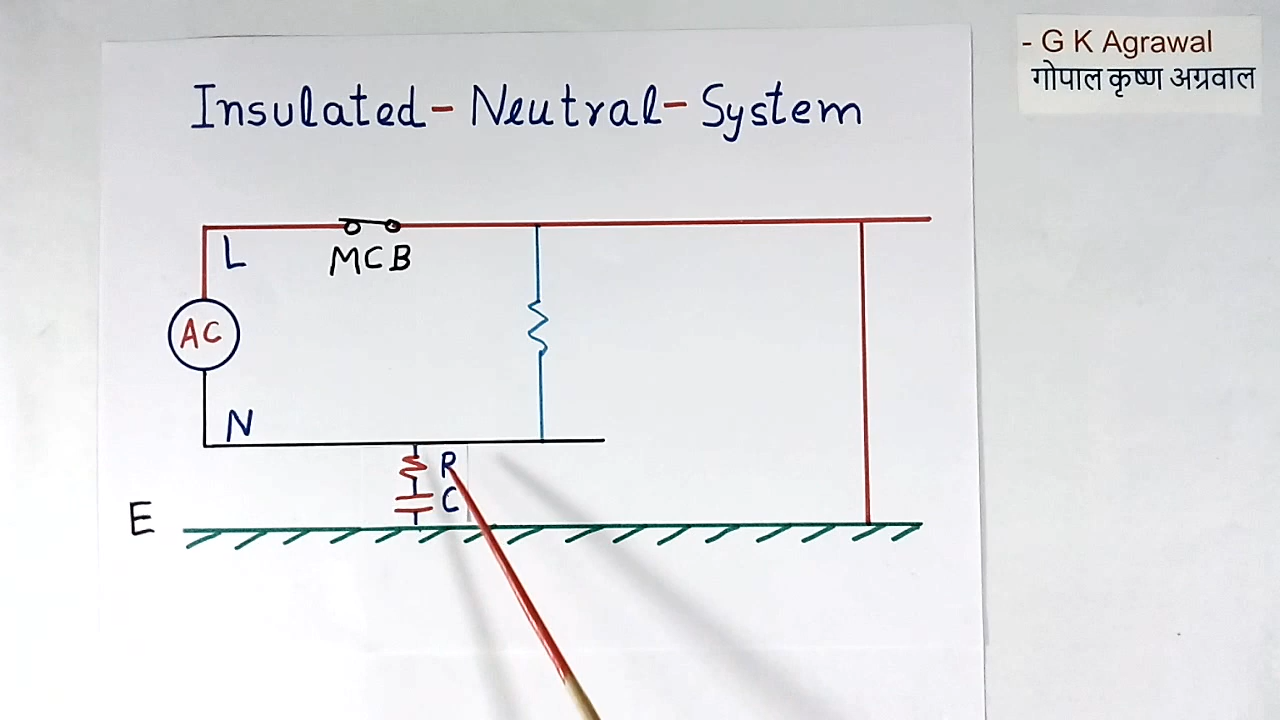 Insulated-Neutral-System
- G K Agrawal
गोपाल कृष्ण अग्रवाल
L
MCB
AC
N
R
C
E